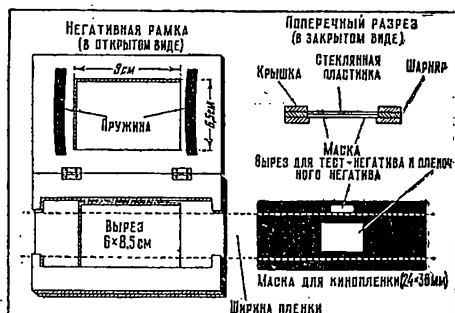 НЕГАТИВНАЯ РАМКА
(В ОТКРЫТОМ ВИДЕ)
9см
ПРУЖИНА
6,5см
ВЫРЕЗ
6×8,5см
ПОПЕРЕЧНЫЙ РАЗРЕЗ
(В ЗАКРЫТОМ ВИДЕ)
СТЕКЛЯННАЯ
ПЛАСТИНКА
КРЫШКА
ШАРНИР
МАСКА
ВЫРЕЗ ДЛЯ ТЕСТ-НЕГАТИВА И ПЛЕНОЧ-
НОГО НЕГАТИВА
МАСКА ДЛЯ КИНОПЛЕНКИ (24×36мм)
ШИРИНА ПЛЕНКИ